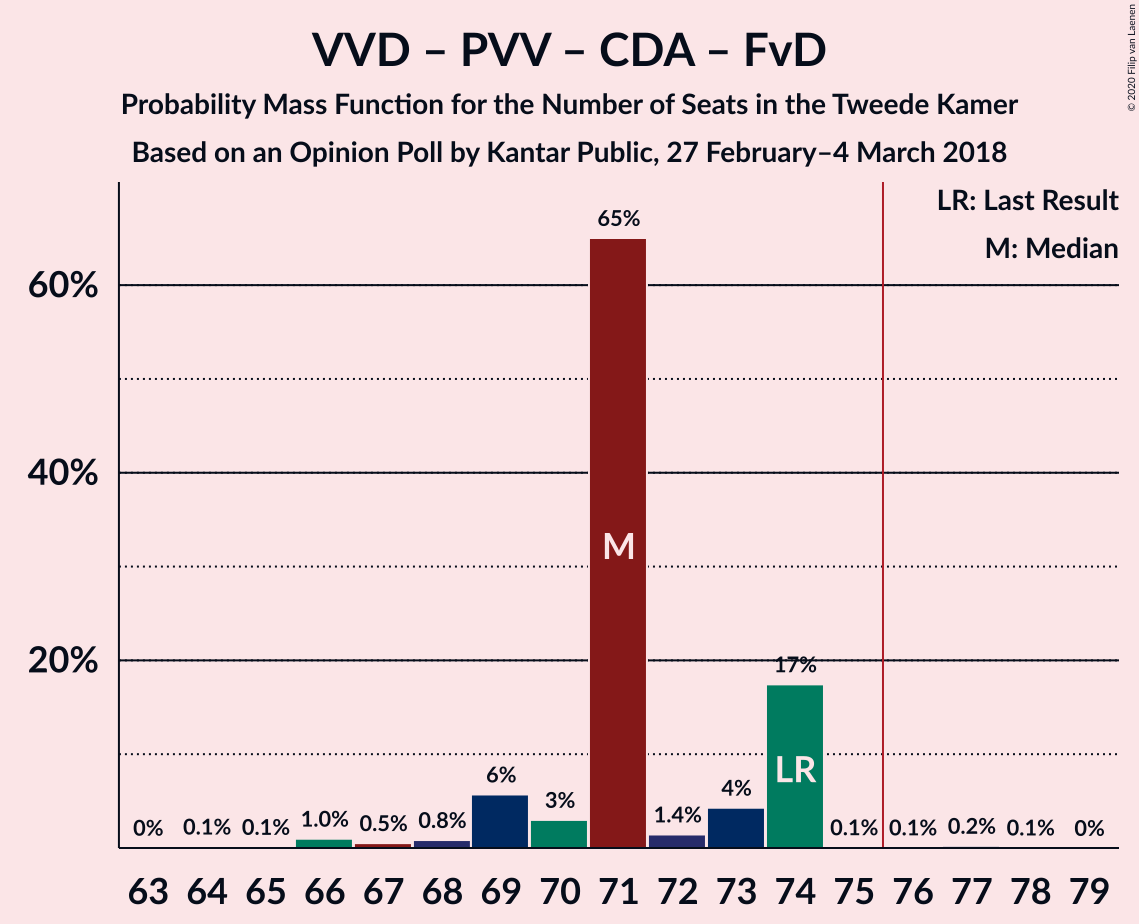 VVD – PVV – CDA – FvD
Probability Mass Function for the Number of Seats in the Tweede Kamer
Based on an Opinion Poll by Kantar Public, 27 February–4 March 2018
© 2020 Filip van Laenen
LR: Last Result
M: Median
60%
40%
20%
0% 0.1% 0.1% 1.0% 0.5% 0.8% 6% 3% 65% 1.4% 4% 17% 0.1% 0.1% 0.2% 0.1% 0%
M
LR
63 64 65 66 67 68 69 70 71 72 73 74 75 76 77 78 79